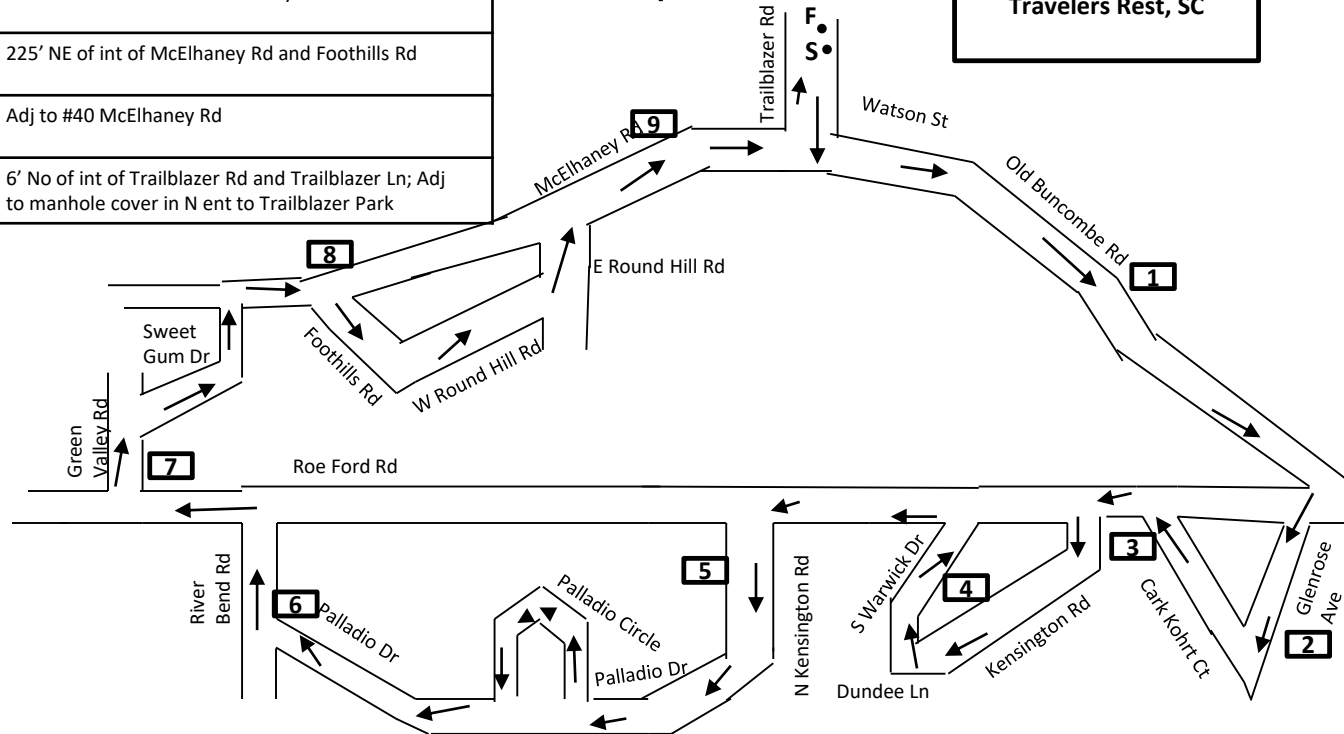 Travelers Rest, SC
225' NE of int of McElhaney Rd and Foothills Rd
Adj to #40 McElhaney Rd
6' No of int of Trailblazer Rd and Trailblazer Ln; Adj
to manhole cover in N ent to Trailblazer Park
Trailblazer Rd
F
S
Watson St
McElhaney Rd
9
Old Buncombe Rd
1
8
E Round Hill Rd
Sweet
Gum Dr
Foothills Rd
W Round Hill Rd
Green
Valley Rd
7
Roe Ford Rd
River
Bend Rd
6
Palladio Dr
Palladio Circle
Palladio Dr
5
N Kensington Rd
S Warwick Dr
4
Kensington Rd
Dundee Ln
3
Cark Kohrt Ct
Glenrose
Ave
2